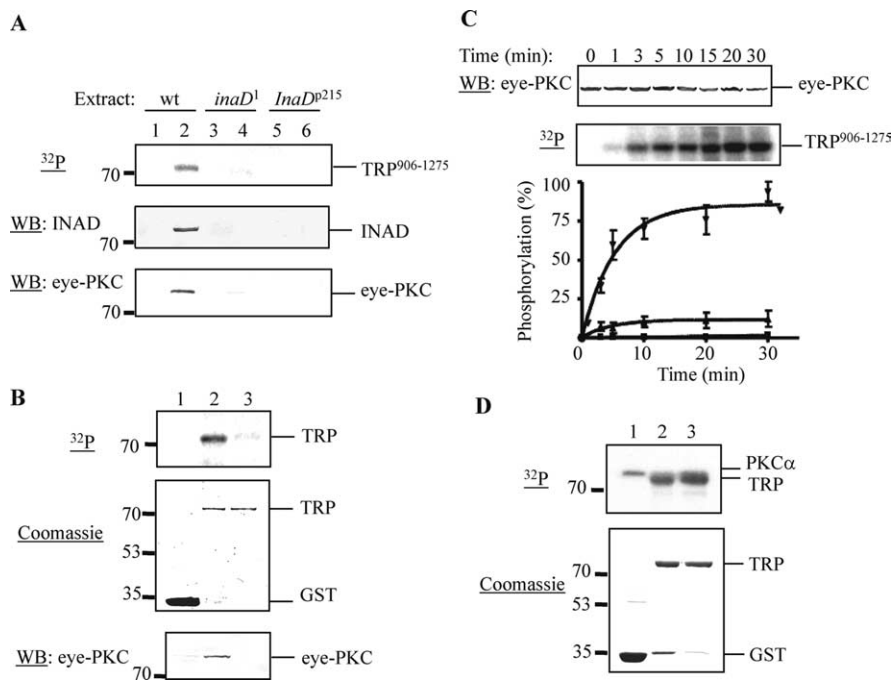 A
Extract: wt inaD¹ InaDᵖ²¹⁵
1 2 3 4 5 6
³²P 70 TRP⁹⁰⁶⁻¹²⁷⁵
WB: INAD 70 INAD
WB: eye-PKC 70 eye-PKC
B
1 2 3
³²P 70 TRP
Coomassie 70 53 35 TRP GST
WB: eye-PKC 70 eye-PKC
C
Time (min): 0 1 3 5 10 15 20 30
WB: eye-PKC eye-PKC
³²P TRP⁹⁰⁶⁻¹²⁷⁵
Phosphorylation (%)
100
75
50
25
0 10 20 30
Time (min)
D
1 2 3
³²P 70 PKCα TRP
Coomassie 70 53 35 TRP GST